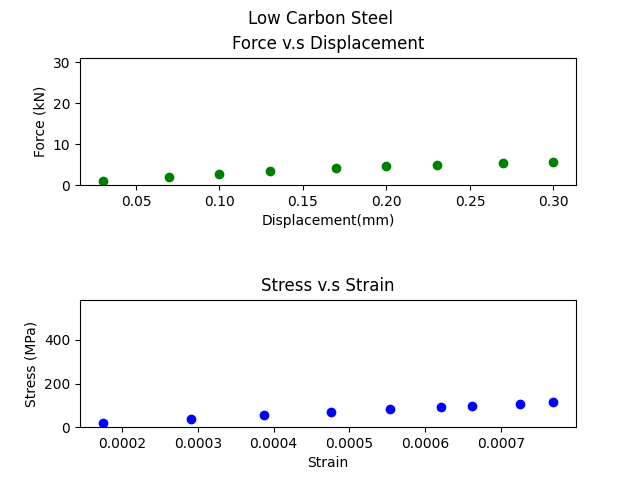 Low Carbon Steel
Force v.s Displacement
Force (kN)
30
20
10
0
0.05 0.10 0.15 0.20 0.25 0.30
Displacement(mm)
Stress v.s Strain
Stress (MPa)
400
200
0
0.0002 0.0003 0.0004 0.0005 0.0006 0.0007
Strain